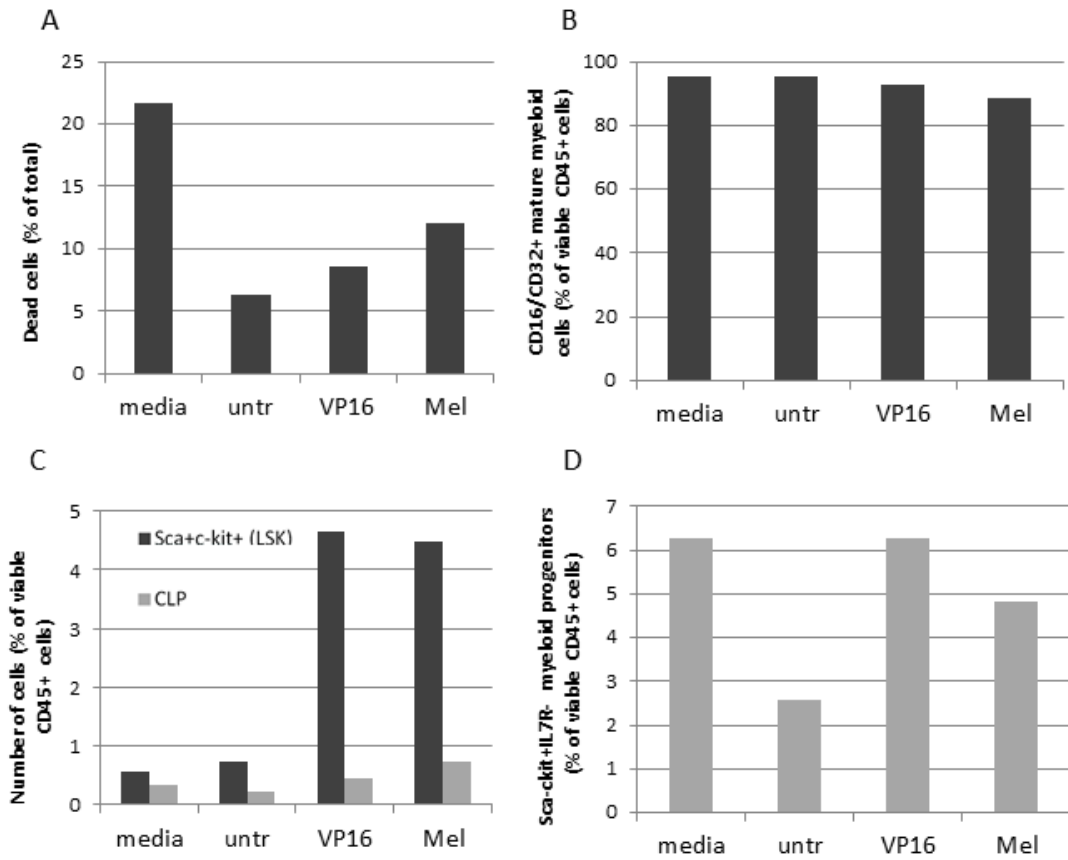 A
25
20
15
10
5
0
Dead cells (% of total)
media untr VP16 Mel
B
100
80
60
40
20
0
CD16/CD32+ mature myeloid
cells (% of viable CD45+ cells)
media untr VP16 Mel
C
5
4
3
2
1
0
Number of cells (% of viable
CD45+ cells)
Sca+c-kit+ (LSK)
CLP
media untr VP16 Mel
D
7
6
5
4
3
2
1
0
Sca-ckit+IL7R- myeloid progenitors
(% of viable CD45+ cells)
media untr VP16 Mel